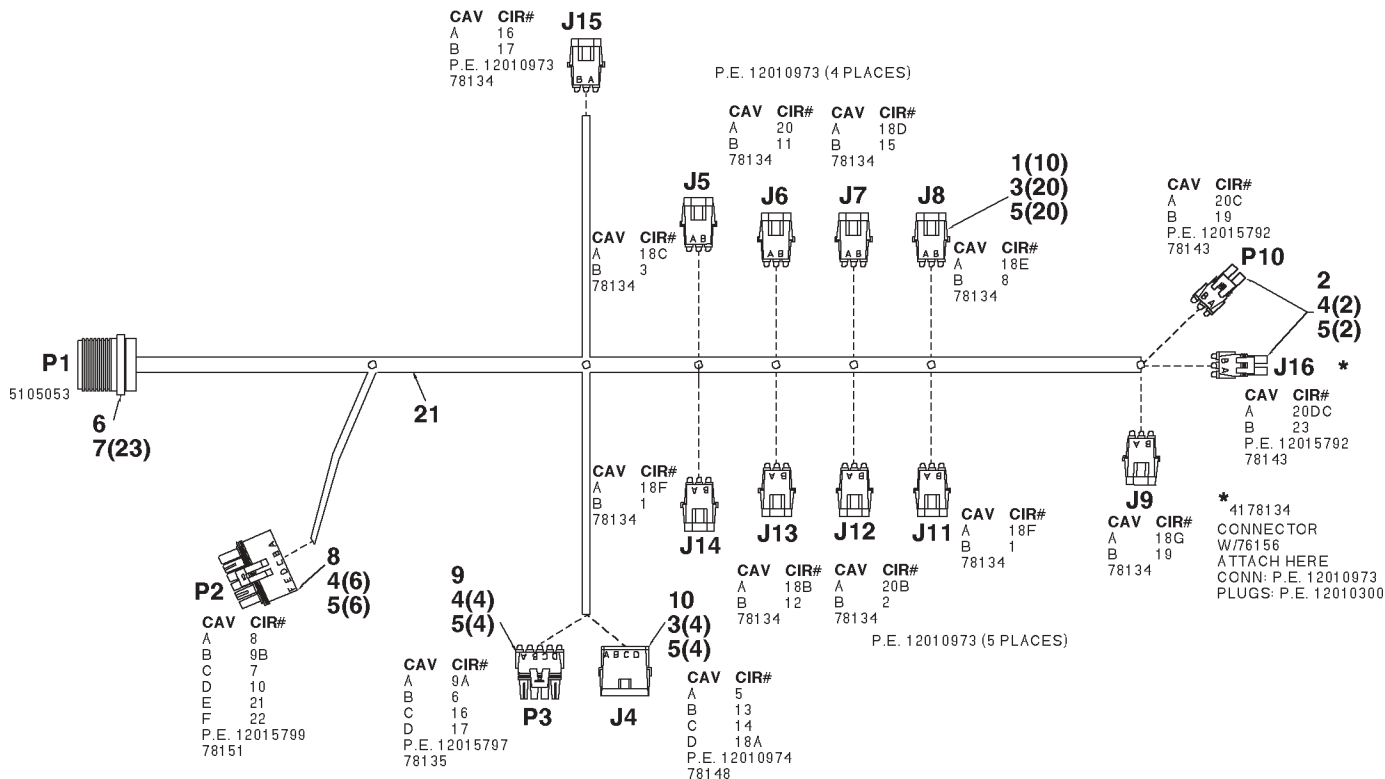 CAV CIR#
A 16
B 17
P.E. 12010973
78134
J15
B A
P.E. 12010973 (4 PLACES)
CAV CIR#
A 20
B 11
78134
CAV CIR#
A 18D
B 15
78134
J5
A B
J6
A B
J7
A B
J8
A B
1(10)
3(20)
5(20)
CAV CIR#
A 18C
B 3
78134
CAV CIR#
A 18E
B 8
78134
CAV CIR#
A 20C
B 19
P.E. 12015792
78143
P10
B A
2
4(2)
5(2)
P1
5105053
6
7(23)
21
J16 *
B A
CAV CIR#
A 20DC
B 23
P.E. 12015792
78143
CAV CIR#
A 18F
B 1
78134
J14
B A
J13
B A
J12
B A
J11
B A
CAV CIR#
A 18F
B 1
78134
J9
B A
CAV CIR#
A 18G
B 19
78134
*
4178134
CONNECTOR
W/76156
ATTACH HERE
CONN: P.E. 12010973
PLUGS: P.E. 12010300
CAV CIR#
A 18B
B 12
78134
CAV CIR#
A 20B
B 2
78134
P.E. 12010973 (5 PLACES)
P2
F E D C B A
8
4(6)
5(6)
CAV CIR#
A 8
B 9B
C 7
D 10
E 21
F 22
P.E. 12015799
78151
9
4(4)
5(4)
10
3(4)
5(4)
A B C D
A B C D
P3
J4
CAV CIR#
A 9A
B 6
C 16
D 17
P.E. 12015797
78135
CAV CIR#
A 5
B 13
C 14
D 18A
P.E. 12010974
78148